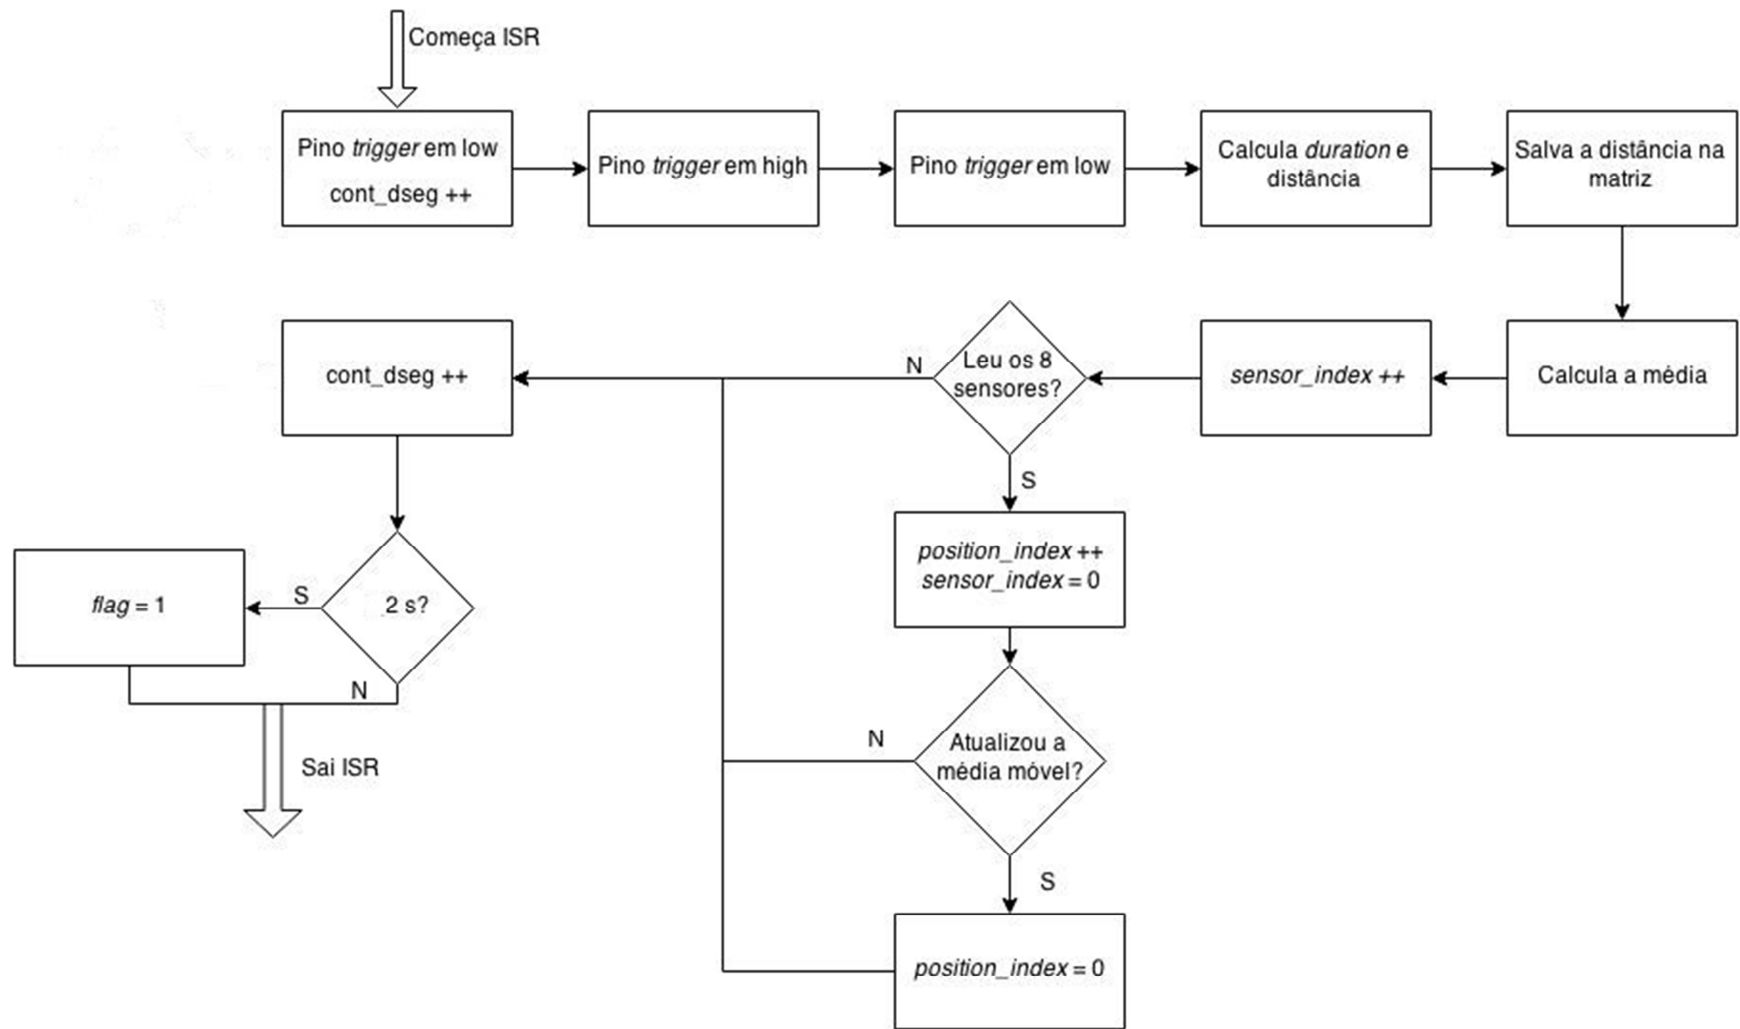 Começa ISR
Pino trigger em low
cont_dseg ++
Pino trigger em high
Pino trigger em low
Calcula duration e
distância
Salva a distância na
matriz
cont_dseg ++
N
Leu os 8
sensores?
sensor_index ++
Calcula a média
S
position_index ++
sensor_index = 0
flag = 1
S
2 s?
N
Sai ISR
N
Atualizou a
média móvel?
S
position_index = 0